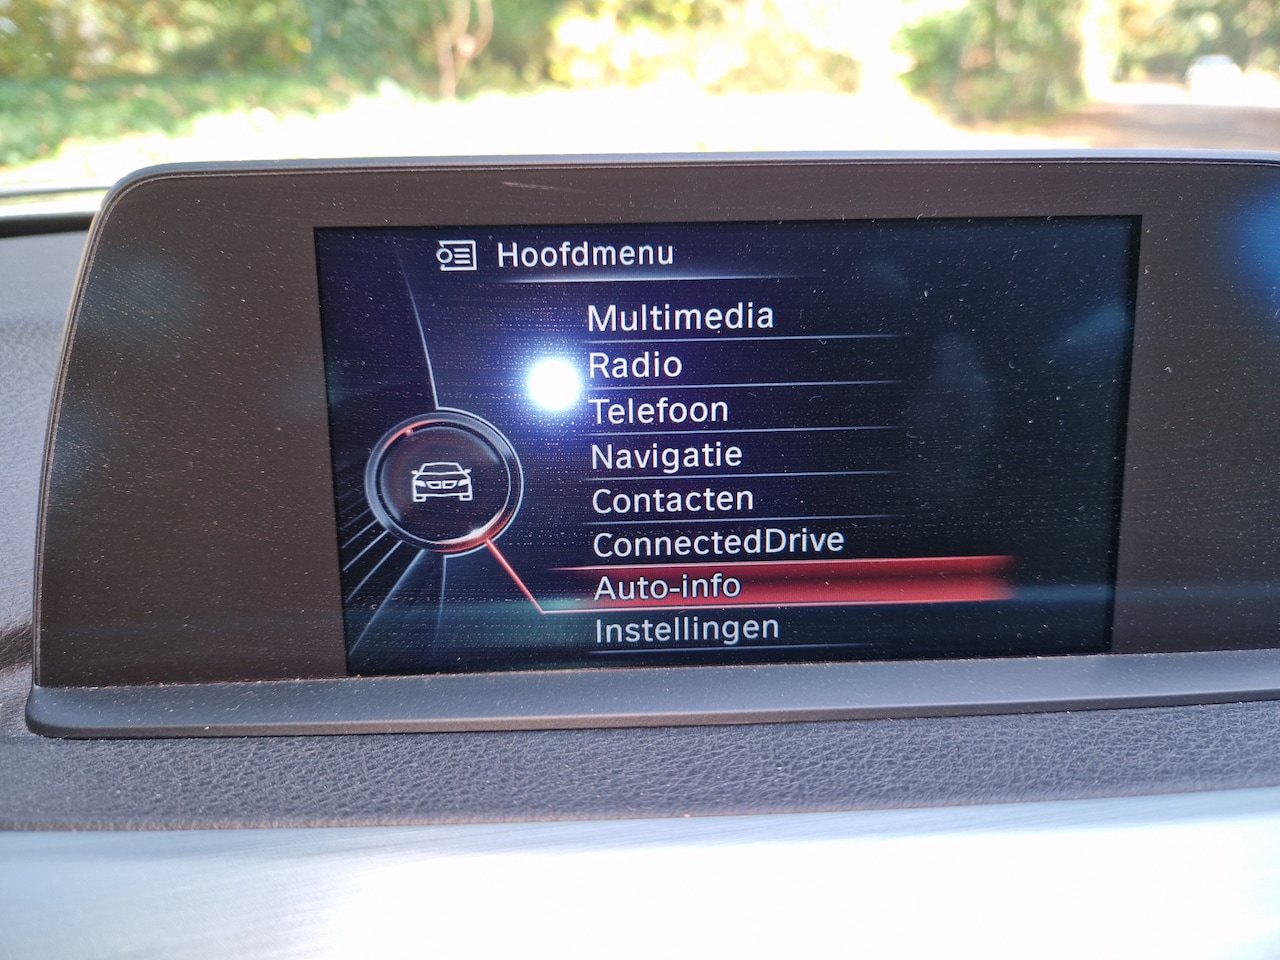 Hoofdmenu
Multimedia
Radio
Telefoon
Navigatie
Contacten
ConnectedDrive
Auto-info
Instellingen